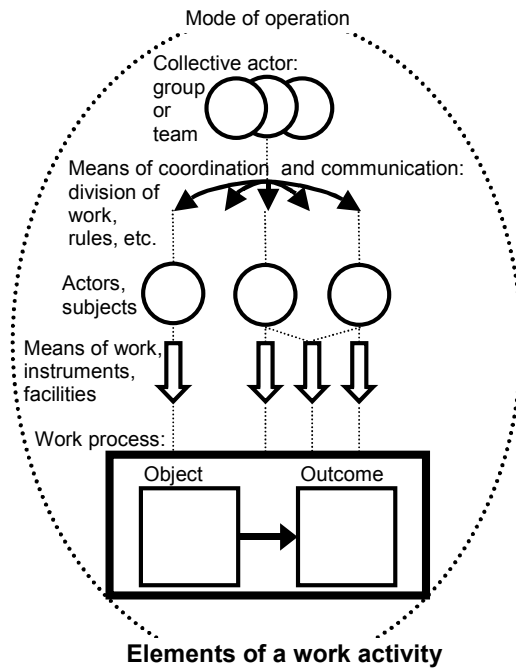 Mode of operation
Collective actor:
group
or
team
Means of coordination and communication:
division of
work,
rules, etc.
Actors,
subjects
Means of work,
instruments,
facilities
Work process:
Object Outcome
Elements of a work activity